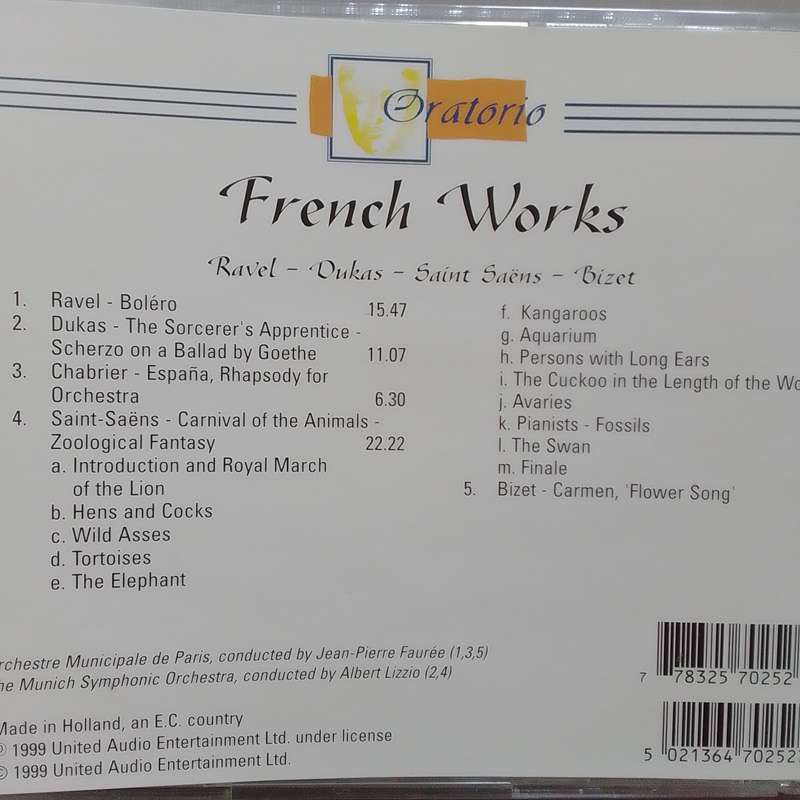 Oratorio
French Works
Ravel - Dukas - Saint Saëns - Bizet
1. Ravel - Boléro 15.47
2. Dukas - The Sorcerer's Apprentice -
Scherzo on a Ballad by Goethe 11.07
3. Chabrier - España, Rhapsody for
Orchestra 6.30
4. Saint-Saëns - Carnival of the Animals -
Zoological Fantasy 22.22
a. Introduction and Royal March
of the Lion
b. Hens and Cocks
c. Wild Asses
d. Tortoises
e. The Elephant
f. Kangaroos
g. Aquarium
h. Persons with Long Ears
i. The Cuckoo in the Length of the
j. Avaries
k. Pianists - Fossils
l. The Swan
m. Finale
5. Bizet - Carmen, 'Flower Song'
Municipale de Paris, conducted by Jean-Pierre Faurée (1,3,5)
Munich Symphonic Orchestra, conducted by Albert Lizzio (2,4)
Made in Holland, an E.C. country
℗ 1999 United Audio Entertainment Ltd. under license
© 1999 United Audio Entertainment Ltd.
7 78325 70252
5 021364 70252